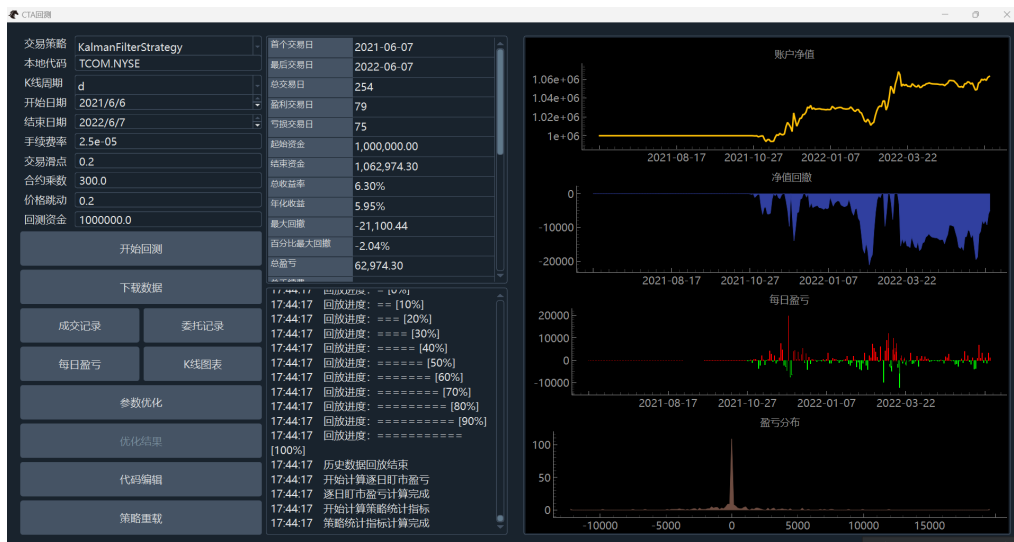 CTA回测
交易策略 KalmanFilterStrategy
本地代码 TCOM.NYSE
K线周期 d
开始日期 2021/6/6
结束日期 2022/6/7
手续费率 2.5e-05
交易滑点 0.2
合约乘数 300.0
价格跳动 0.2
回测资金 1000000.0
开始回测
下载数据
成交记录 委托记录
每日盈亏 K线图表
参数优化
优化结果
代码编辑
策略重载
首个交易日 2021-06-07
最后交易日 2022-06-07
总交易日 254
盈利交易日 79
亏损交易日 75
起始资金 1,000,000.00
结束资金 1,062,974.30
总收益率 6.30%
年化收益 5.95%
最大回撤 -21,100.44
百分比最大回撤 -2.04%
总盈亏 62,974.30
17:44:17 回放进度: = [0%]
17:44:17 回放进度: == [10%]
17:44:17 回放进度: === [20%]
17:44:17 回放进度: ==== [30%]
17:44:17 回放进度: ===== [40%]
17:44:17 回放进度: ====== [50%]
17:44:17 回放进度: ======= [60%]
17:44:17 回放进度: ======== [70%]
17:44:17 回放进度: ========= [80%]
17:44:17 回放进度: ========== [90%]
17:44:17 回放进度: ===========
[100%]
17:44:17 历史数据回放结束
17:44:17 开始计算逐日盯市盈亏
17:44:17 逐日盯市盈亏计算完成
17:44:17 开始计算策略统计指标
17:44:17 策略统计指标计算完成
账户净值
1.06e+06
1.04e+06
1.02e+06
1e+06
2021-08-17 2021-10-27 2022-01-07 2022-03-22
净值回撤
0
-10000
-20000
2021-08-17 2021-10-27 2022-01-07 2022-03-22
每日盈亏
20000
10000
0
-10000
2021-08-17 2021-10-27 2022-01-07 2022-03-22
盈亏分布
100
50
0
-10000 -5000 0 5000 10000 15000